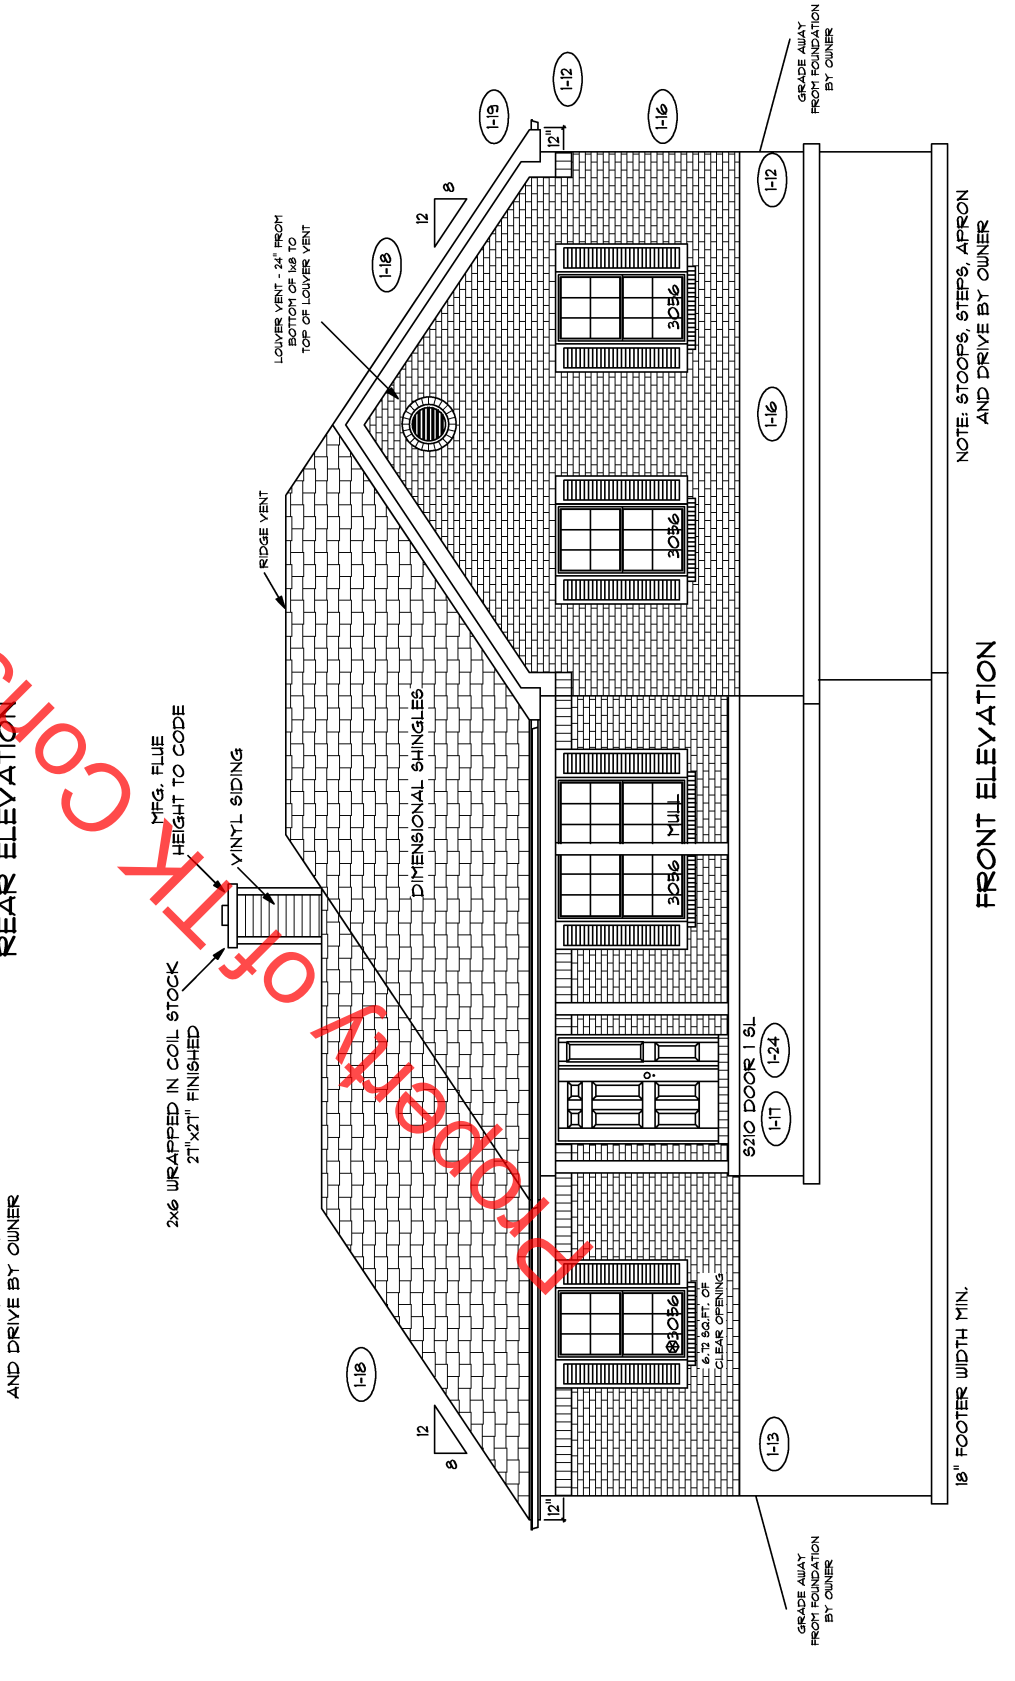 REAR ELEVATION
AND DRIVE BY OWNER
Property of TK Cons
MFG. FLUE
HEIGHT TO CODE
VINYL SIDING
2x6 WRAPPED IN COIL STOCK
27"x27" FINISHED
RIDGE VENT
LOUVER VENT - 24" FROM
BOTTOM OF 1x8 TO
TOP OF LOUVER VENT
1-18
12
8
1-18
12
8
1-19
1-12
1-16
DIMENSIONAL SHINGLES
12"
12"
⊗3056
6.72 SQ.FT. OF
CLEAR OPENING
3056
MULL
3056
3056
S210 DOOR 1 SL
1-13
1-17
1-24
1-16
1-12
GRADE AWAY
FROM FOUNDATION
BY OWNER
GRADE AWAY
FROM FOUNDATION
BY OWNER
18" FOOTER WIDTH MIN.
NOTE: STOOPS, STEPS, APRON
AND DRIVE BY OWNER
FRONT ELEVATION